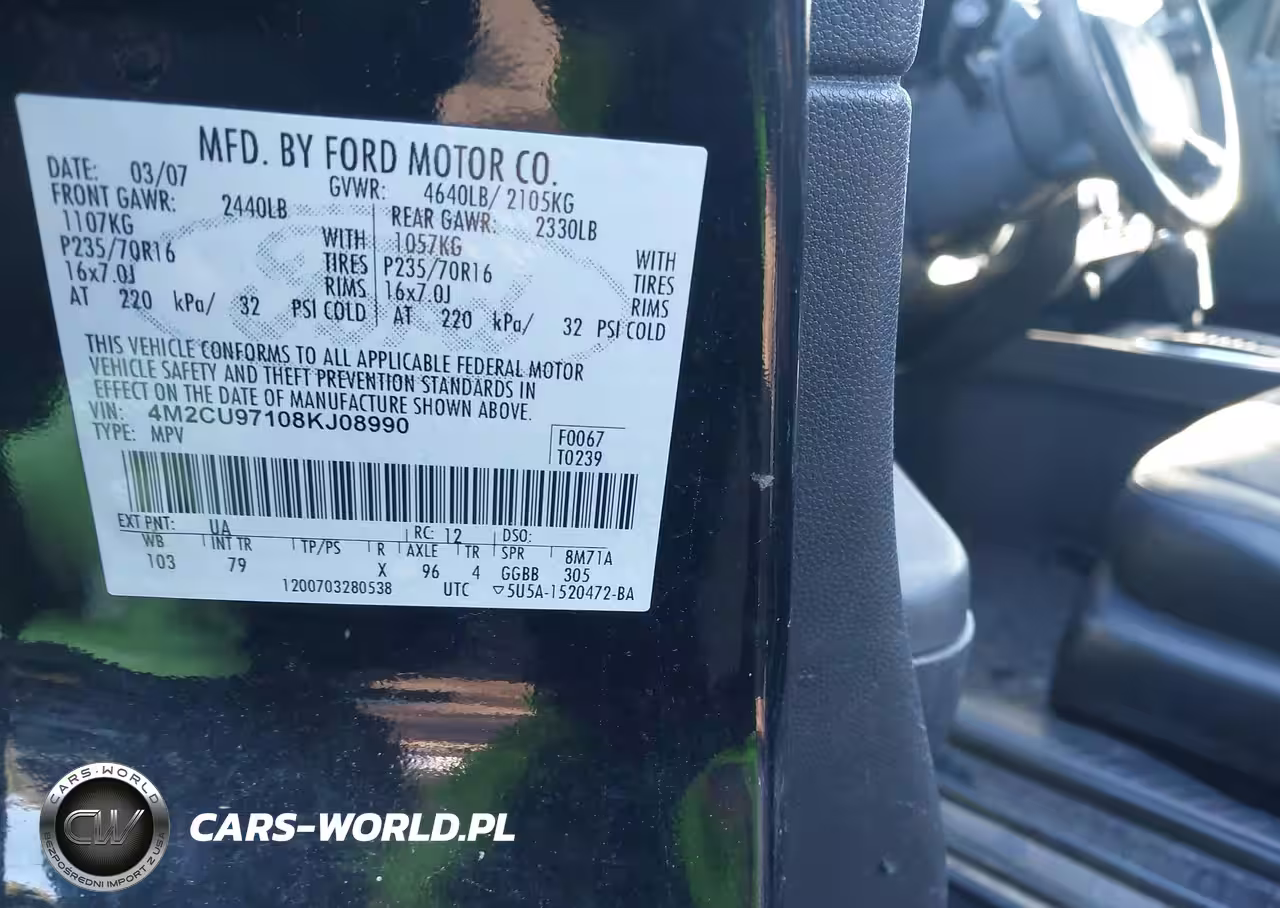 MFD. BY FORD MOTOR CO.
DATE: 03/07 GVWR: 4640LB/ 2105KG
FRONT GAWR: 2440LB REAR GAWR: 2330LB
1107KG WITH 1057KG WITH
P235/70R16 TIRES P235/70R16 TIRES
16x7.0J RIMS 16x7.0J RIMS
AT 220 kPa/ 32 PSI COLD AT 220 kPa/ 32 PSI COLD
THIS VEHICLE CONFORMS TO ALL APPLICABLE FEDERAL MOTOR
VEHICLE SAFETY AND THEFT PREVENTION STANDARDS IN
EFFECT ON THE DATE OF MANUFACTURE SHOWN ABOVE.
VIN: 4M2CU97108KJ08990
TYPE: MPV
F0067
T0239
EXT PNT: UA RC: 12 DSO:
WB INT TR TP/PS R AXLE TR SPR 8M71A
103 79 X 96 4 GGBB 305
1200703280538 UTC ▽5U5A-1520472-BA
CARS-WORLD
CW
BEZPOŚREDNI IMPORT Z USA
CARS-WORLD.PL